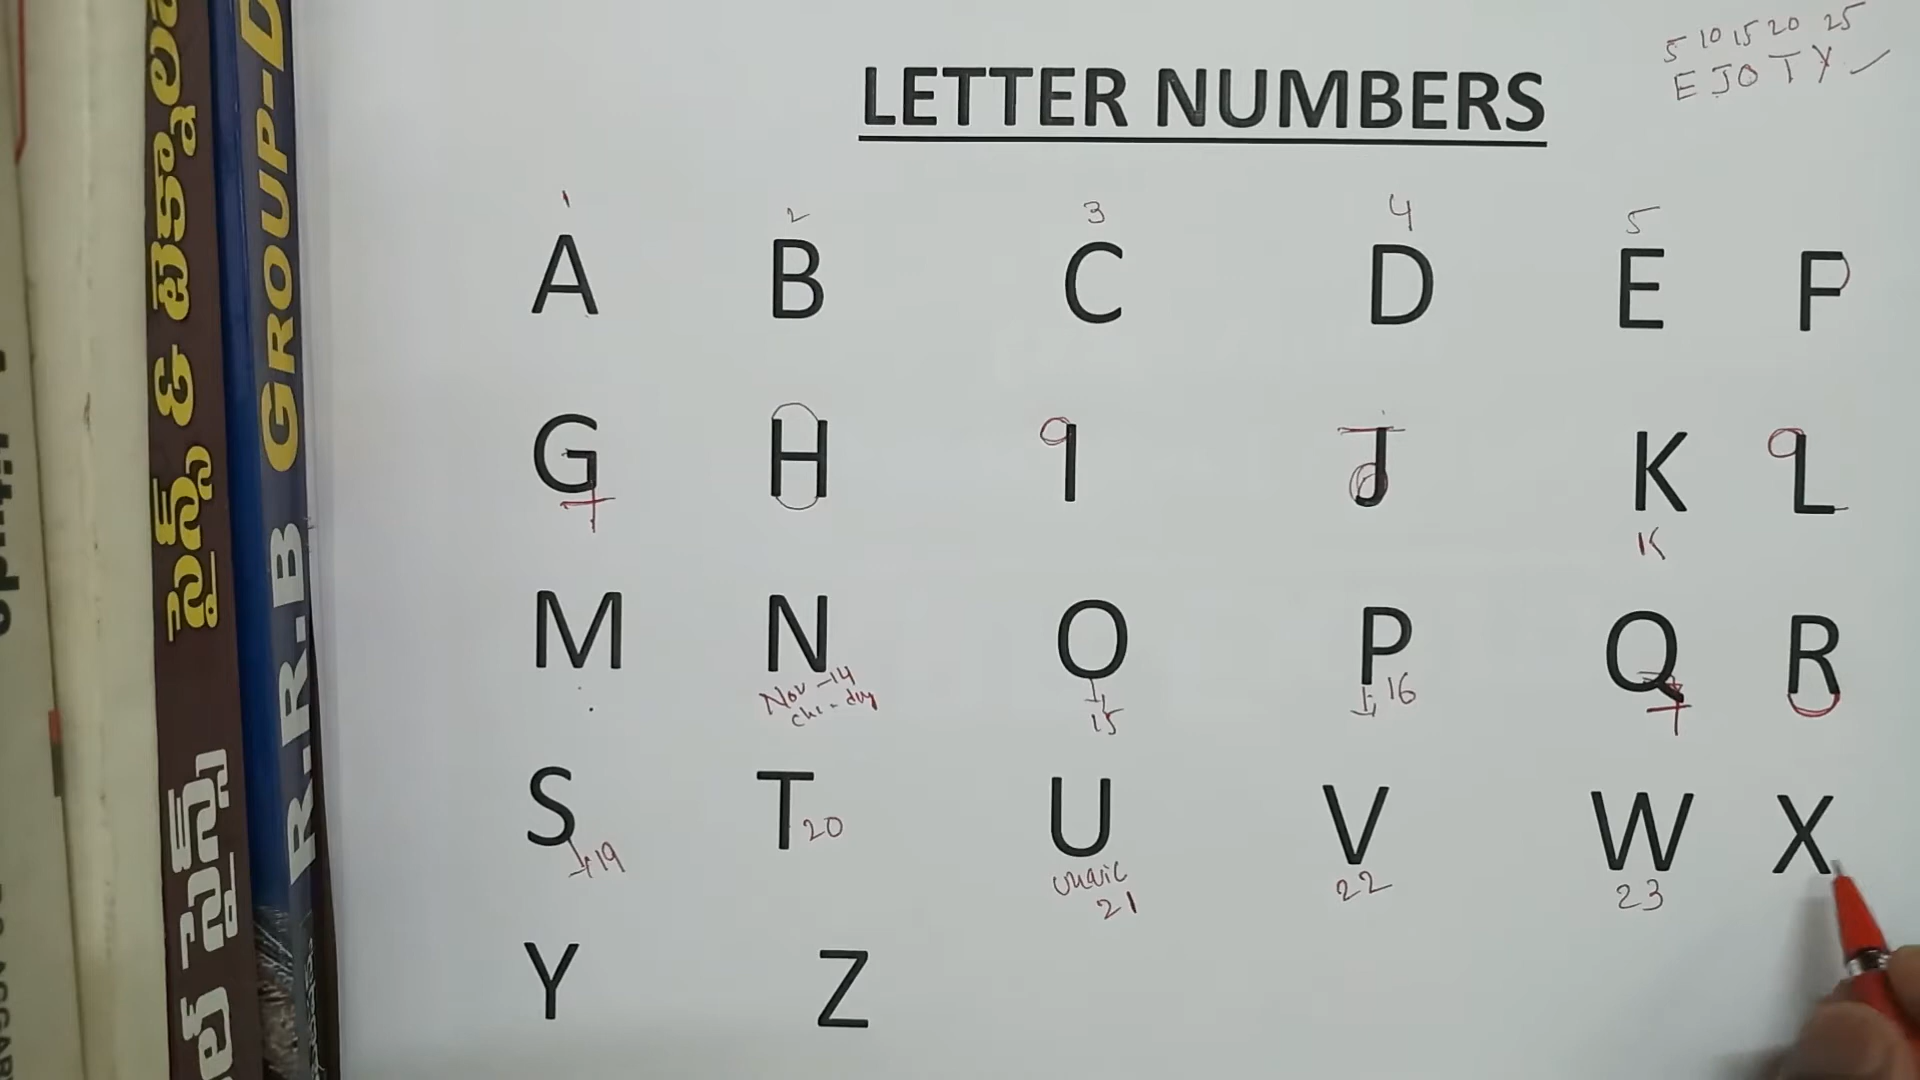 5 10 15 20 25
E J O T Y
LETTER NUMBERS
1 2 3 4 5
A B C D E F
G H I J K L
K
M N O P Q R
Nov -14 15 16
S T U V W X
19 20 21 22 23
Y Z
R.R.B GROUP-D
సైన్స్ & టెక్నాలజీ